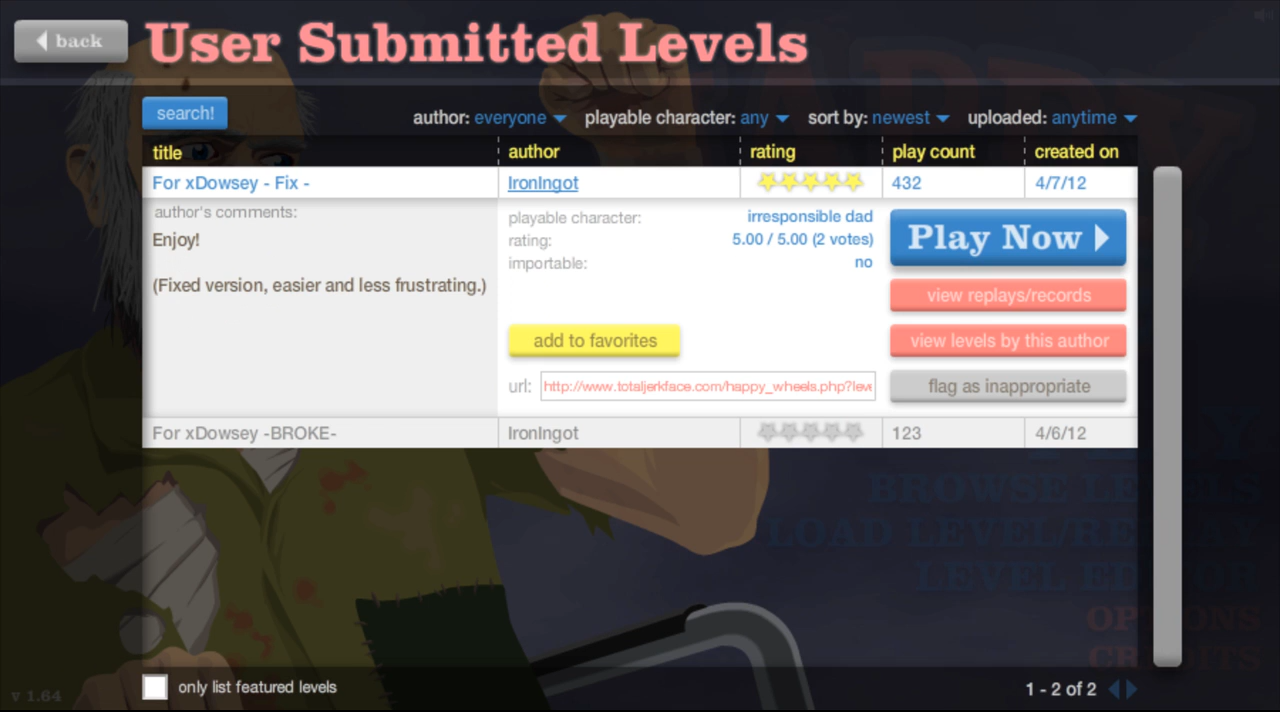 back
User Submitted Levels
search!
author: everyone playable character: any sort by: newest uploaded: anytime
title author rating play count created on
For xDowsey - Fix - IronIngot 432 4/7/12
author's comments:
Enjoy!
(Fixed version, easier and less frustrating.)
playable character: irresponsible dad
rating: 5.00 / 5.00 (2 votes)
importable: no
add to favorites
url: http://www.totaljerkface.com/happy_wheels.php?leve
Play Now
view replays/records
view levels by this author
flag as inappropriate
For xDowsey -BROKE- IronIngot 123 4/6/12
BROWSE LEVELS
LOAD LEVEL/REPLAY
LEVEL EDITOR
OPTIONS
CREDITS
v 1.64
only list featured levels
1 - 2 of 2